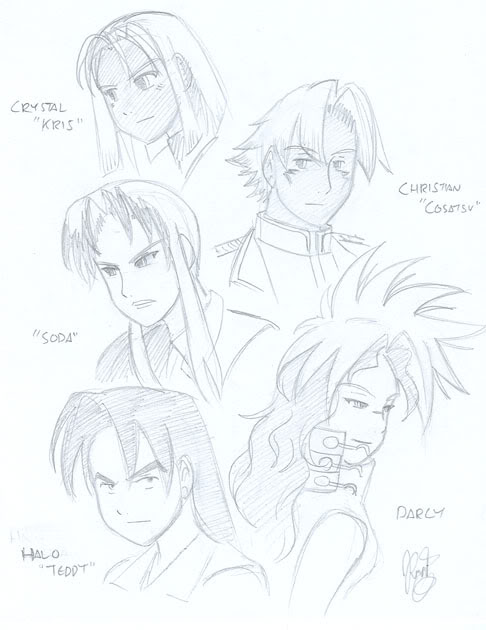 CRYSTAL
"KRIS"
CHRISTIAN
"COSATSU"
"SODA"
DARCY
HALO
"TEDDY"